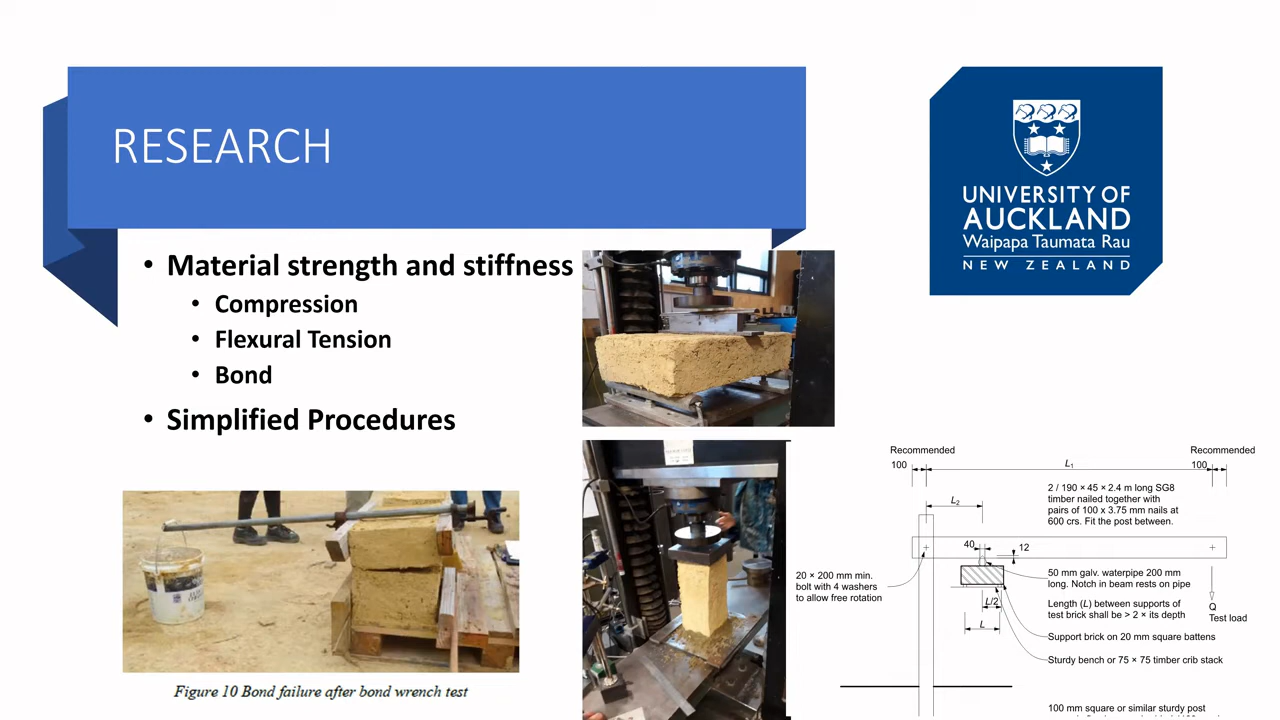 RESEARCH
UNIVERSITY OF
AUCKLAND
Waipapa Taumata Rau
NEW ZEALAND
• Material strength and stiffness
• Compression
• Flexural Tension
• Bond
• Simplified Procedures
Figure 10 Bond failure after bond wrench test
Recommended
Recommended
100
L1
100
2 / 190 × 45 × 2.4 m long SG8
timber nailed together with
pairs of 100 x 3.75 mm nails at
600 crs. Fit the post between.
L2
40
12
20 × 200 mm min.
bolt with 4 washers
to allow free rotation
50 mm galv. waterpipe 200 mm
long. Notch in beam rests on pipe
Length (L) between supports of
test brick shall be > 2 × its depth
L/2
L
Q
Test load
Support brick on 20 mm square battens
Sturdy bench or 75 × 75 timber crib stack
100 mm square or similar sturdy post